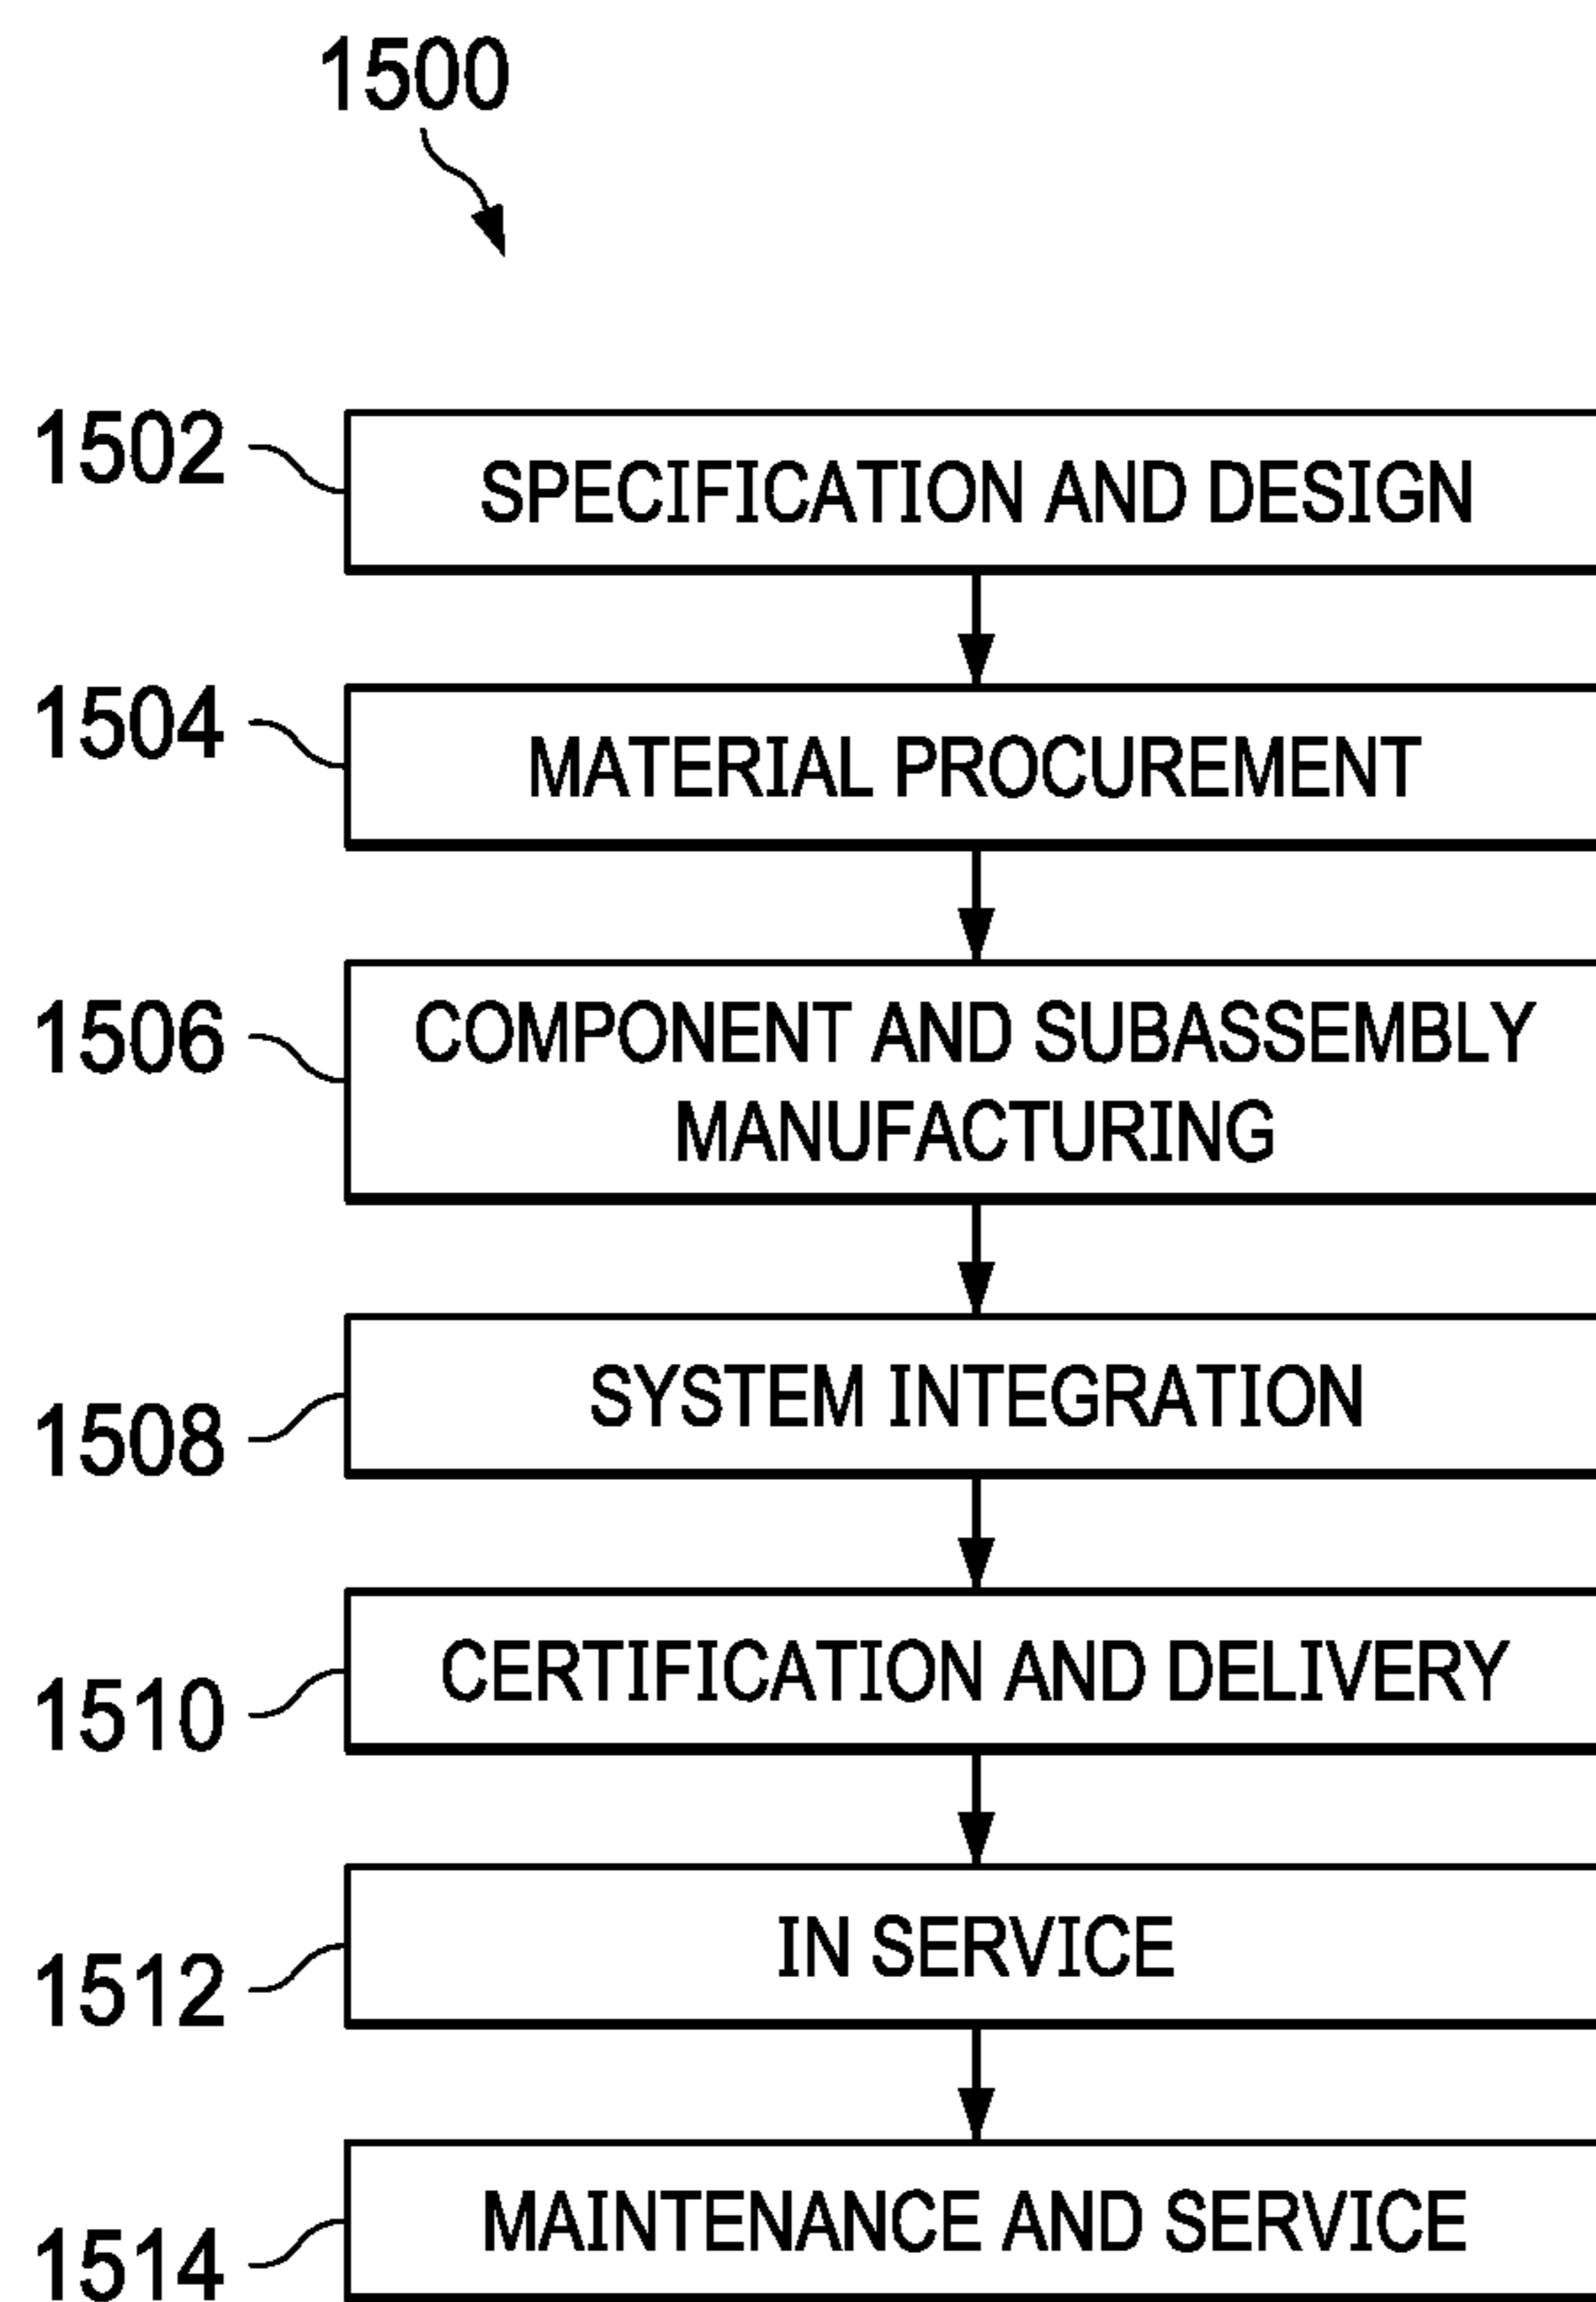 1500
1502
SPECIFICATION AND DESIGN
1504
MATERIAL PROCUREMENT
1506
COMPONENT AND SUBASSEMBLY
MANUFACTURING
1508
SYSTEM INTEGRATION
1510
CERTIFICATION AND DELIVERY
1512
IN SERVICE
1514
MAINTENANCE AND SERVICE